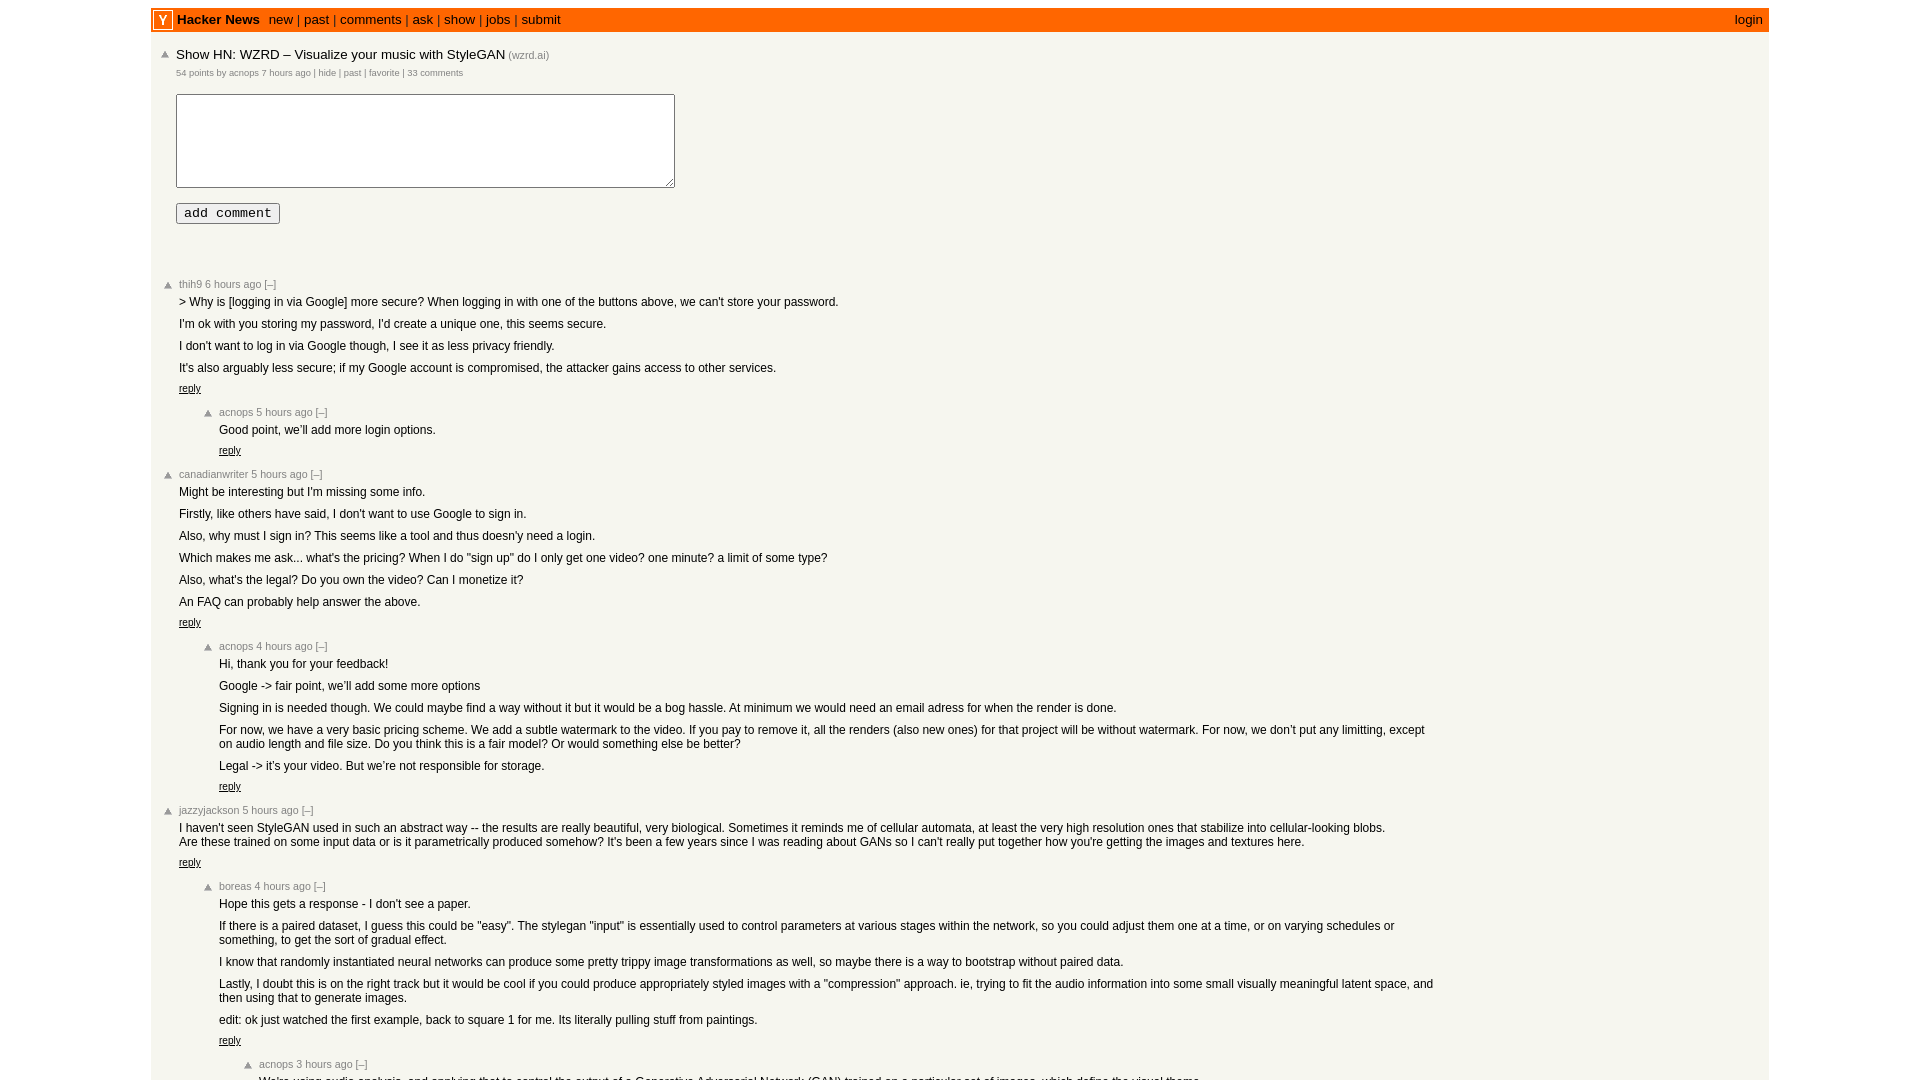 Y Hacker News new | past | comments | ask | show | jobs | submit login
Show HN: WZRD – Visualize your music with StyleGAN (wzrd.ai)
54 points by acnops 7 hours ago | hide | past | favorite | 33 comments
add comment
thih9 6 hours ago [–]
> Why is [logging in via Google] more secure? When logging in with one of the buttons above, we can't store your password.
I'm ok with you storing my password, I'd create a unique one, this seems secure.
I don't want to log in via Google though, I see it as less privacy friendly.
It's also arguably less secure; if my Google account is compromised, the attacker gains access to other services.
reply
acnops 5 hours ago [–]
Good point, we’ll add more login options.
reply
canadianwriter 5 hours ago [–]
Might be interesting but I'm missing some info.
Firstly, like others have said, I don't want to use Google to sign in.
Also, why must I sign in? This seems like a tool and thus doesn'y need a login.
Which makes me ask... what's the pricing? When I do "sign up" do I only get one video? one minute? a limit of some type?
Also, what's the legal? Do you own the video? Can I monetize it?
An FAQ can probably help answer the above.
reply
acnops 4 hours ago [–]
Hi, thank you for your feedback!
Google -> fair point, we’ll add some more options
Signing in is needed though. We could maybe find a way without it but it would be a bog hassle. At minimum we would need an email adress for when the render is done.
For now, we have a very basic pricing scheme. We add a subtle watermark to the video. If you pay to remove it, all the renders (also new ones) for that project will be without watermark. For now, we don’t put any limitting, except
on audio length and file size. Do you think this is a fair model? Or would something else be better?
Legal -> it’s your video. But we’re not responsible for storage.
reply
jazzyjackson 5 hours ago [–]
I haven't seen StyleGAN used in such an abstract way -- the results are really beautiful, very biological. Sometimes it reminds me of cellular automata, at least the very high resolution ones that stabilize into cellular-looking blobs.
Are these trained on some input data or is it parametrically produced somehow? It's been a few years since I was reading about GANs so I can't really put together how you're getting the images and textures here.
reply
boreas 4 hours ago [–]
Hope this gets a response - I don't see a paper.
If there is a paired dataset, I guess this could be "easy". The stylegan "input" is essentially used to control parameters at various stages within the network, so you could adjust them one at a time, or on varying schedules or
something, to get the sort of gradual effect.
I know that randomly instantiated neural networks can produce some pretty trippy image transformations as well, so maybe there is a way to bootstrap without paired data.
Lastly, I doubt this is on the right track but it would be cool if you could produce appropriately styled images with a "compression" approach. ie, trying to fit the audio information into some small visually meaningful latent space, and
then using that to generate images.
edit: ok just watched the first example, back to square 1 for me. Its literally pulling stuff from paintings.
reply
acnops 3 hours ago [–]
We're using audio analysis, and applying that to control the output of a Generative Adversarial Network (GAN) trained on a particular set of images, which define the visual theme.